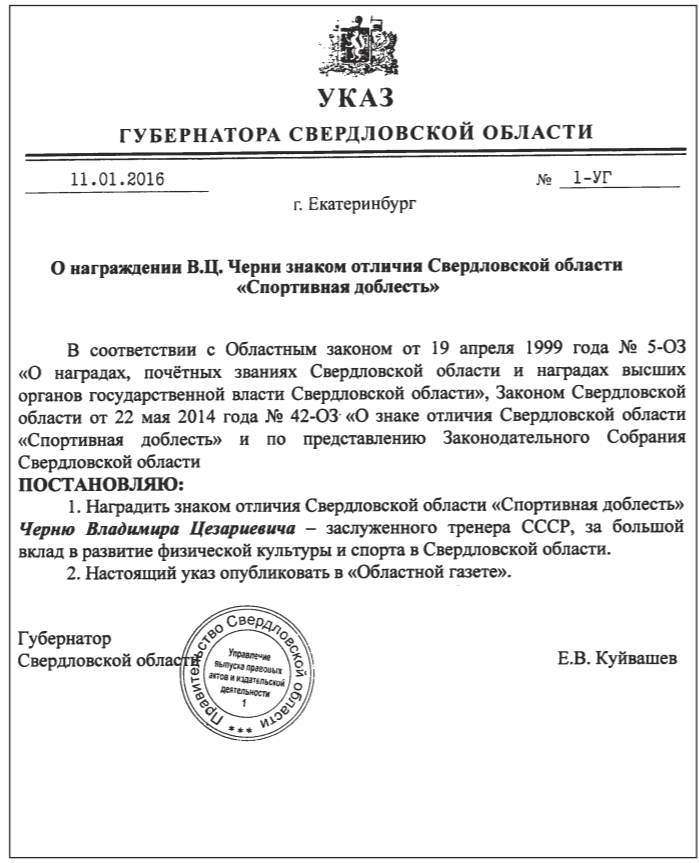 УКАЗ
ГУБЕРНАТОРА СВЕРДЛОВСКОЙ ОБЛАСТИ
11.01.2016 № 1-УГ
г. Екатеринбург
О награждении В.Ц. Черни знаком отличия Свердловской области
«Спортивная доблесть»
В соответствии с Областным законом от 19 апреля 1999 года № 5-ОЗ
«О наградах, почётных званиях Свердловской области и наградах высших
органов государственной власти Свердловской области», Законом Свердловской
области от 22 мая 2014 года № 42-ОЗ «О знаке отличия Свердловской области
«Спортивная доблесть» и по представлению Законодательного Собрания
Свердловской области
ПОСТАНОВЛЯЮ:
1. Наградить знаком отличия Свердловской области «Спортивная доблесть»
Черню Владимира Цезариевича – заслуженного тренера СССР, за большой
вклад в развитие физической культуры и спорта в Свердловской области.
2. Настоящий указ опубликовать в «Областной газете».
Губернатор
Свердловской области Е.В. Куйвашев
Правительство Свердловской области ***
Управление
выпуска правовых
актов и издательской
деятельности
1